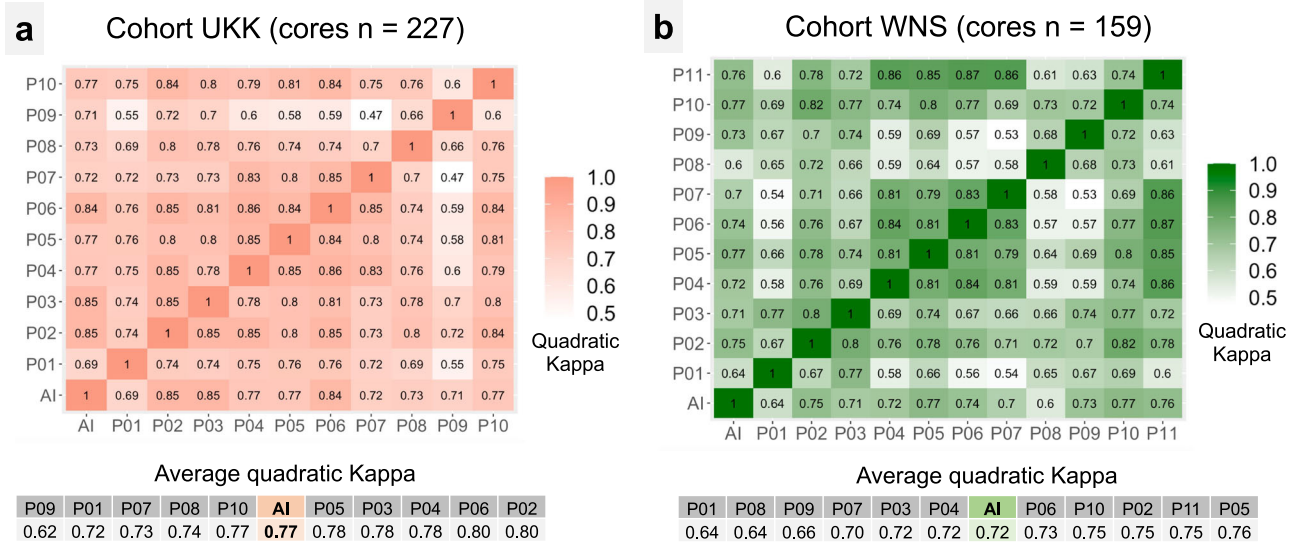 a Cohort UKK (cores n = 227)
P10 0.77 0.75 0.84 0.8 0.79 0.81 0.84 0.75 0.76 0.6 1
P09 0.71 0.55 0.72 0.7 0.6 0.58 0.59 0.47 0.66 1 0.6
P08 0.73 0.69 0.8 0.78 0.76 0.74 0.74 0.7 1 0.66 0.76
P07 0.72 0.72 0.73 0.73 0.83 0.8 0.85 1 0.7 0.47 0.75
P06 0.84 0.76 0.85 0.81 0.86 0.84 1 0.85 0.74 0.59 0.84
P05 0.77 0.76 0.8 0.8 0.85 1 0.84 0.8 0.74 0.58 0.81
P04 0.77 0.75 0.85 0.78 1 0.85 0.86 0.83 0.76 0.6 0.79
P03 0.85 0.74 0.85 1 0.78 0.8 0.81 0.73 0.78 0.7 0.8
P02 0.85 0.74 1 0.85 0.85 0.8 0.85 0.73 0.8 0.72 0.84
P01 0.69 1 0.74 0.74 0.75 0.76 0.76 0.72 0.69 0.55 0.75
AI 1 0.69 0.85 0.85 0.77 0.77 0.84 0.72 0.73 0.71 0.77
AI P01 P02 P03 P04 P05 P06 P07 P08 P09 P10
1.0
0.9
0.8
0.7
0.6
0.5
Quadratic
Kappa
Average quadratic Kappa
P09 P01 P07 P08 P10 AI P05 P03 P04 P06 P02
0.62 0.72 0.73 0.74 0.77 0.77 0.78 0.78 0.78 0.80 0.80
b Cohort WNS (cores n = 159)
P11 0.76 0.6 0.78 0.72 0.86 0.85 0.87 0.86 0.61 0.63 0.74 1
P10 0.77 0.69 0.82 0.77 0.74 0.8 0.77 0.69 0.73 0.72 1 0.74
P09 0.73 0.67 0.7 0.74 0.59 0.69 0.57 0.53 0.68 1 0.72 0.63
P08 0.6 0.65 0.72 0.66 0.59 0.64 0.57 0.58 1 0.68 0.73 0.61
P07 0.7 0.54 0.71 0.66 0.81 0.79 0.83 1 0.58 0.53 0.69 0.86
P06 0.74 0.56 0.76 0.67 0.84 0.81 1 0.83 0.57 0.57 0.77 0.87
P05 0.77 0.66 0.78 0.74 0.81 1 0.81 0.79 0.64 0.69 0.8 0.85
P04 0.72 0.58 0.76 0.69 1 0.81 0.84 0.81 0.59 0.59 0.74 0.86
P03 0.71 0.77 0.8 1 0.69 0.74 0.67 0.66 0.66 0.74 0.77 0.72
P02 0.75 0.67 1 0.8 0.76 0.78 0.76 0.71 0.72 0.7 0.82 0.78
P01 0.64 1 0.67 0.77 0.58 0.66 0.56 0.54 0.65 0.67 0.69 0.6
AI 1 0.64 0.75 0.71 0.72 0.77 0.74 0.7 0.6 0.73 0.77 0.76
AI P01 P02 P03 P04 P05 P06 P07 P08 P09 P10 P11
1.0
0.9
0.8
0.7
0.6
0.5
Quadratic
Kappa
Average quadratic Kappa
P01 P08 P09 P07 P03 P04 AI P06 P10 P02 P11 P05
0.64 0.64 0.66 0.70 0.72 0.72 0.72 0.73 0.75 0.75 0.75 0.76